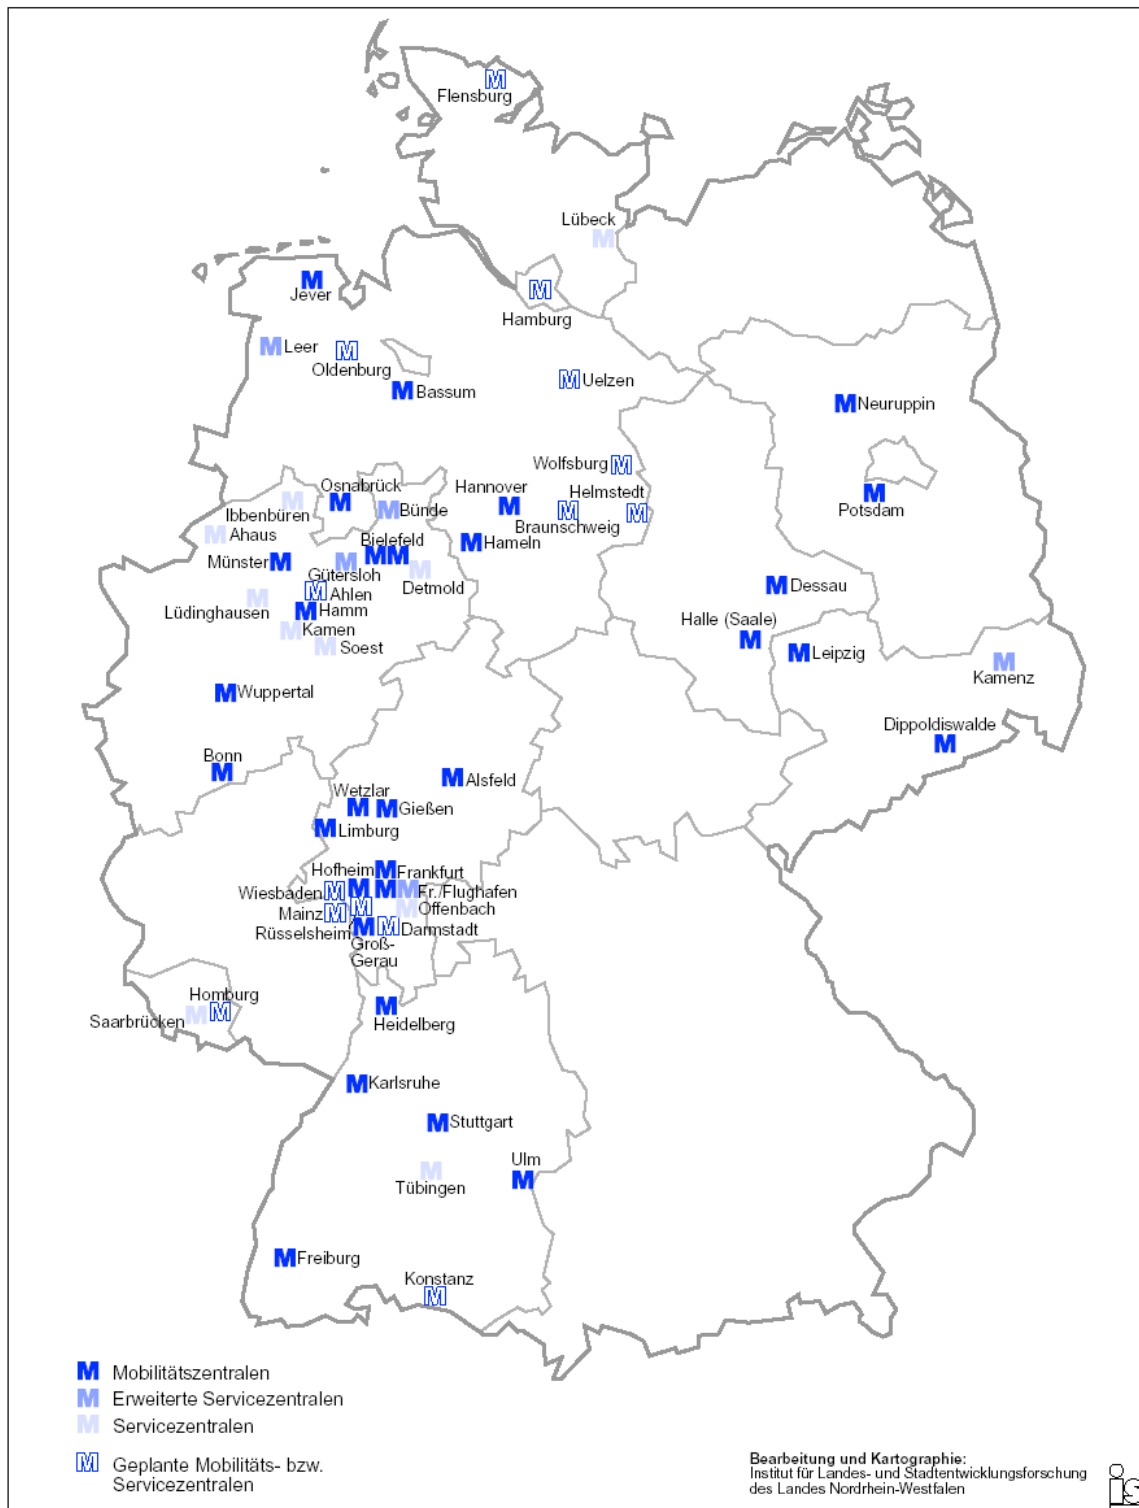 M
Flensburg
Lübeck
M
M
Jever
M
Hamburg
M Leer
M
Oldenburg
M Bassum
M Uelzen
M Neuruppin
Wolfsburg M
Osnabrück
M
Hannover
M
Helmstedt
M
M
Braunschweig
M
Potsdam
M
Ibbenbüren
M
Bünde
M
Ahaus
Bielefeld
M M
M Hameln
Münster M
M
Gütersloh
M
Detmold
M Ahlen
M
Lüdinghausen
M Hamm
M Kamen
M Soest
M Dessau
Halle (Saale)
M
M Leipzig
M
Kamenz
M Wuppertal
Dippoldiswalde
M
Bonn
M
M Alsfeld
Wetzlar
M
M Gießen
M Limburg
Hofheim M Frankfurt
Wiesbaden M M M M Fr./Flughafen
Mainz M M M Offenbach
Rüsselsheim M M Darmstadt
Groß-
Gerau
Homburg
Saarbrücken M M
M
Heidelberg
M Karlsruhe
M Stuttgart
M
Tübingen
Ulm
M
M Freiburg
Konstanz
M
M Mobilitätszentralen
M Erweiterte Servicezentralen
M Servicezentralen
M Geplante Mobilitäts- bzw.
Servicezentralen
Bearbeitung und Kartographie:
Institut für Landes- und Stadtentwicklungsforschung
des Landes Nordrhein-Westfalen